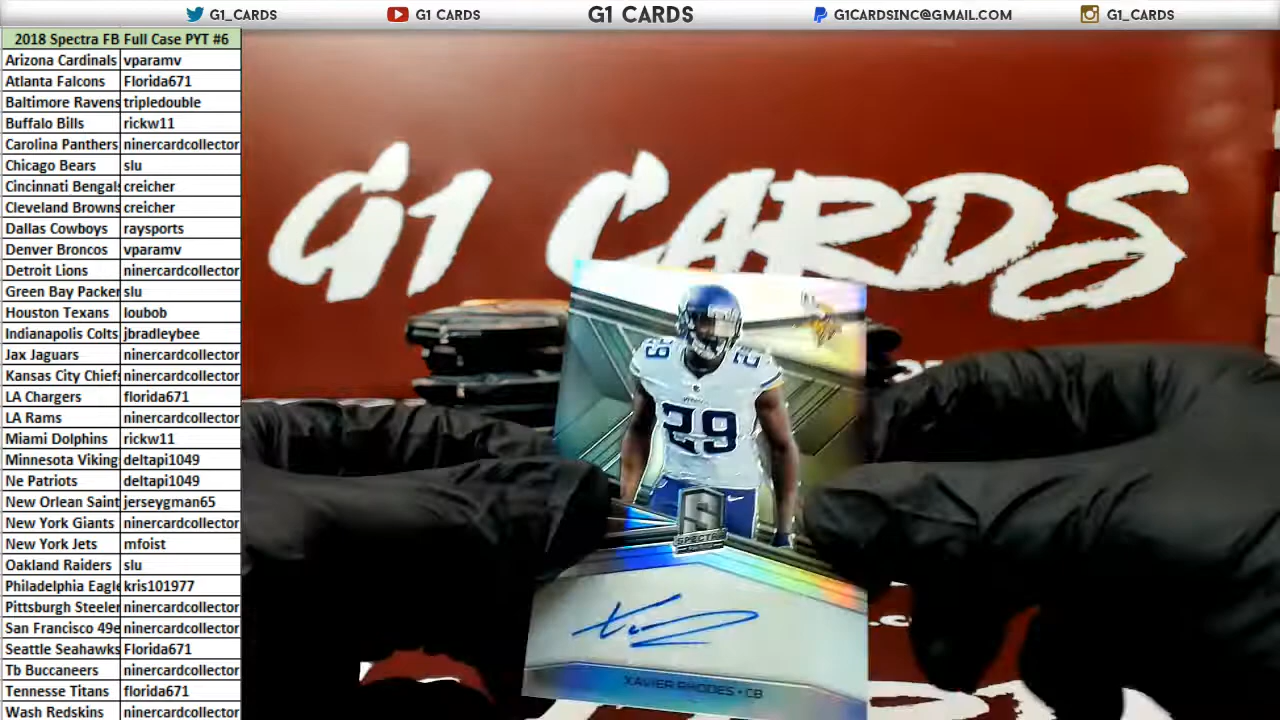 G1_CARDS
G1 CARDS
G1 CARDS
G1CARDSINC@GMAIL.COM
G1_CARDS
2018 Spectra FB Full Case PYT #6
Arizona Cardinals vparamv
Atlanta Falcons Florida671
Baltimore Ravens tripledouble
Buffalo Bills rickw11
Carolina Panthers ninercardcollector
Chicago Bears slu
Cincinnati Bengals creicher
Cleveland Browns creicher
Dallas Cowboys raysports
Denver Broncos vparamv
Detroit Lions ninercardcollector
Green Bay Packer slu
Houston Texans loubob
Indianapolis Colts jbradleybee
Jax Jaguars ninercardcollector
Kansas City Chiefs ninercardcollector
LA Chargers florida671
LA Rams ninercardcollector
Miami Dolphins rickw11
Minnesota Viking deltapi1049
Ne Patriots deltapi1049
New Orlean Saint jerseygman65
New York Giants ninercardcollector
New York Jets mfoist
Oakland Raiders slu
Philadelphia Eagle kris101977
Pittsburgh Steeler ninercardcollector
San Francisco 49e ninercardcollector
Seattle Seahawks Florida671
Tb Buccaneers ninercardcollector
Tennesse Titans florida671
Wash Redskins ninercardcollector
G1 CARDS
29
29
29
SPECTRA
XAVIER RHODES • CB